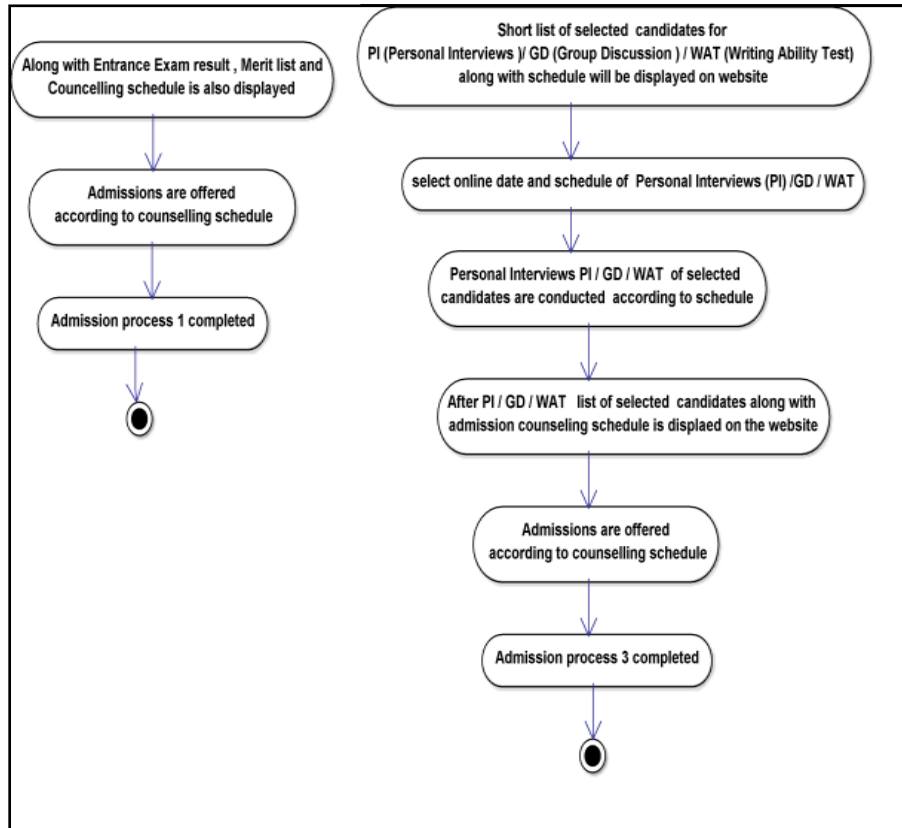 Along with Entrance Exam result , Merit list and
Councelling schedule is also displayed
Admissions are offered
according to counselling schedule
Admission process 1 completed
Short list of selected candidates for
PI (Personal Interviews )/ GD (Group Discussion ) / WAT (Writing Ability Test)
along with schedule will be displayed on website
select online date and schedule of Personal Interviews (PI) /GD / WAT
Personal Interviews PI / GD / WAT of selected
candidates are conducted according to schedule
After PI / GD / WAT list of selected candidates along with
admission counseling schedule is displaed on the website
Admissions are offered
according to counselling schedule
Admission process 3 completed